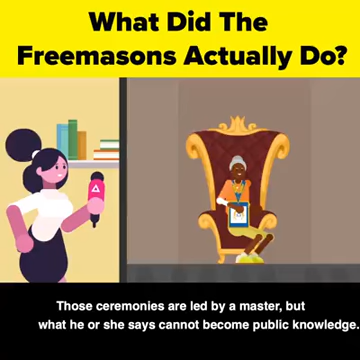 What Did The
Freemasons Actually Do?
Those ceremonies are led by a master, but
what he or she says cannot become public knowledge.